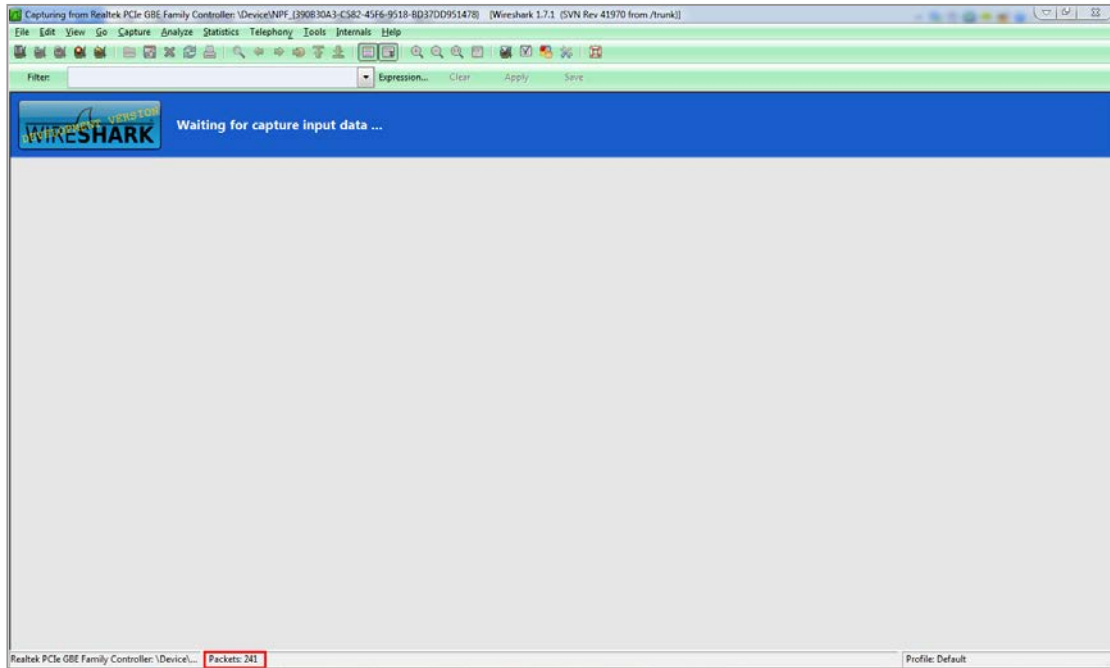 Capturing from Realtek PCIe GBE Family Controller: \Device\NPF_{390B30A3-C582-45F6-9518-BD37DD951478} [Wireshark 1.7.1 (SVN Rev 41970 from /trunk)]
File Edit View Go Capture Analyze Statistics Telephony Tools Internals Help
Filter: Expression... Clear Apply Save
WIRESHARK
DEVELOPMENT VERSION
Waiting for capture input data ...
Realtek PCIe GBE Family Controller: \Device\... Packets: 241 Profile: Default